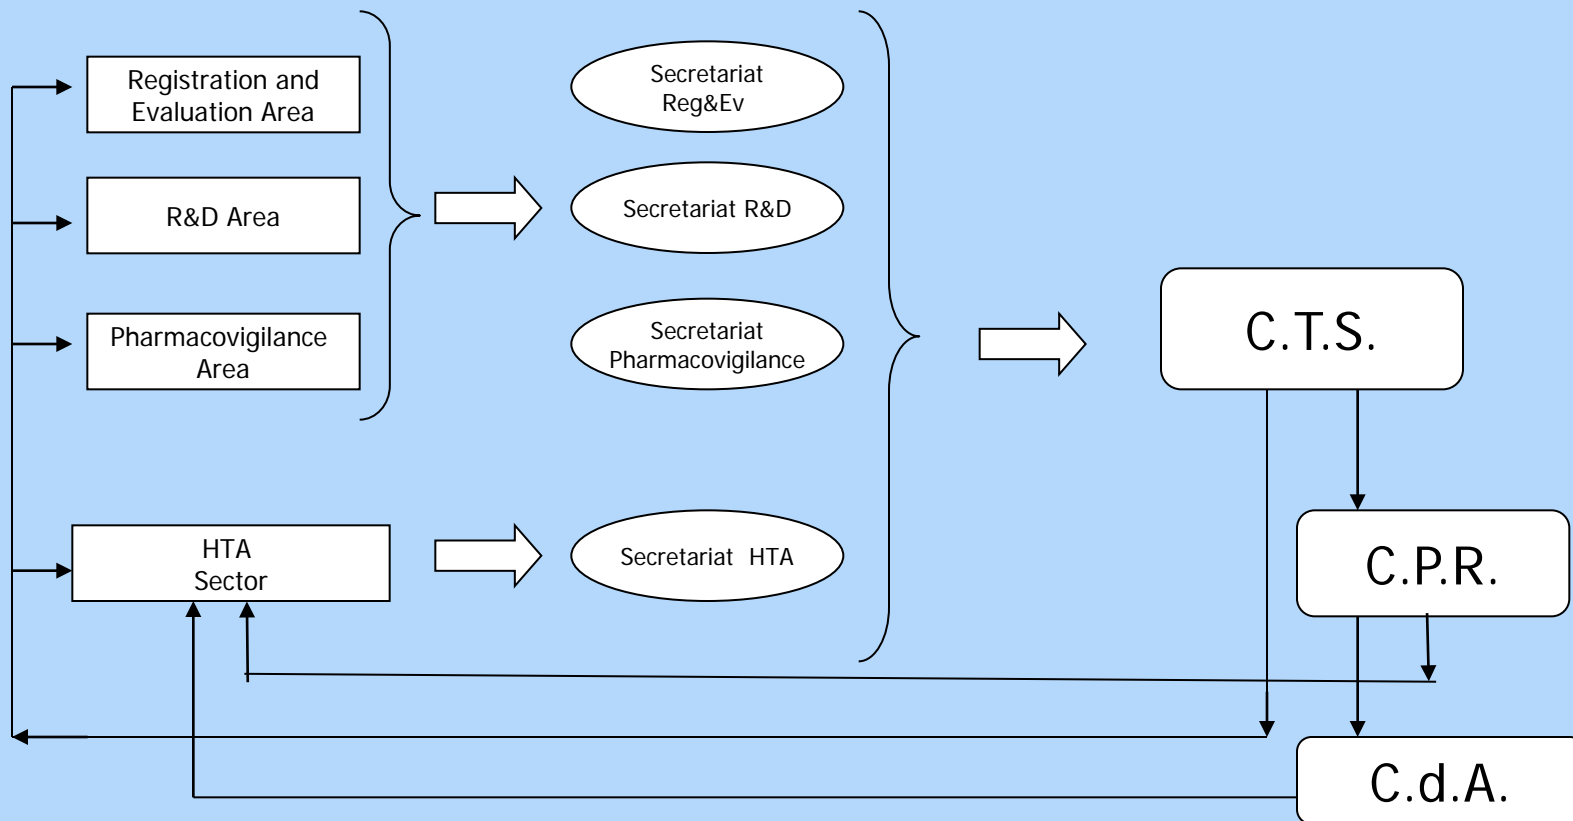 Registration and
Evaluation Area
Secretariat
Reg&Ev
R&D Area
Secretariat R&D
Pharmacovigilance
Area
Secretariat
Pharmacovigilance
C.T.S.
HTA
Sector
Secretariat HTA
C.P.R.
C.d.A.